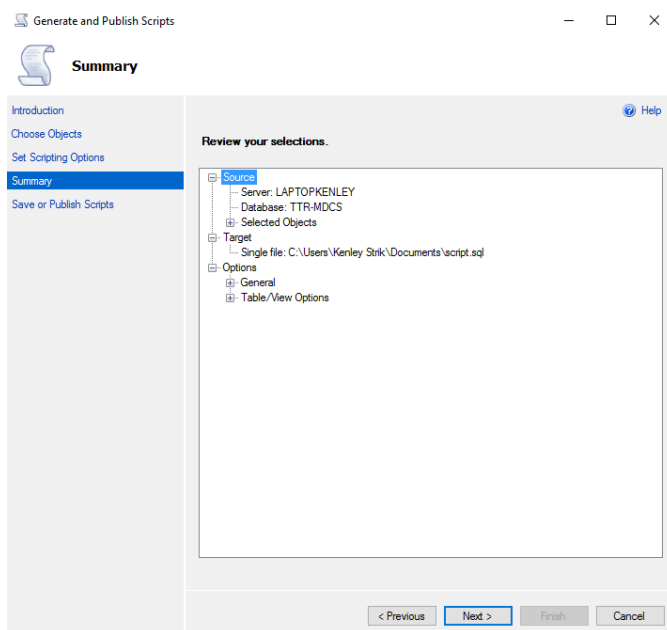 Generate and Publish Scripts
Summary
Introduction
Choose Objects
Set Scripting Options
Summary
Save or Publish Scripts
Help
Review your selections.
Source
Server: LAPTOPKENLEY
Database: TTR-MDCS
Selected Objects
Target
Single file: C:\Users\Kenley Strik\Documents\script.sql
Options
General
Table/View Options
< Previous
Next >
Finish
Cancel